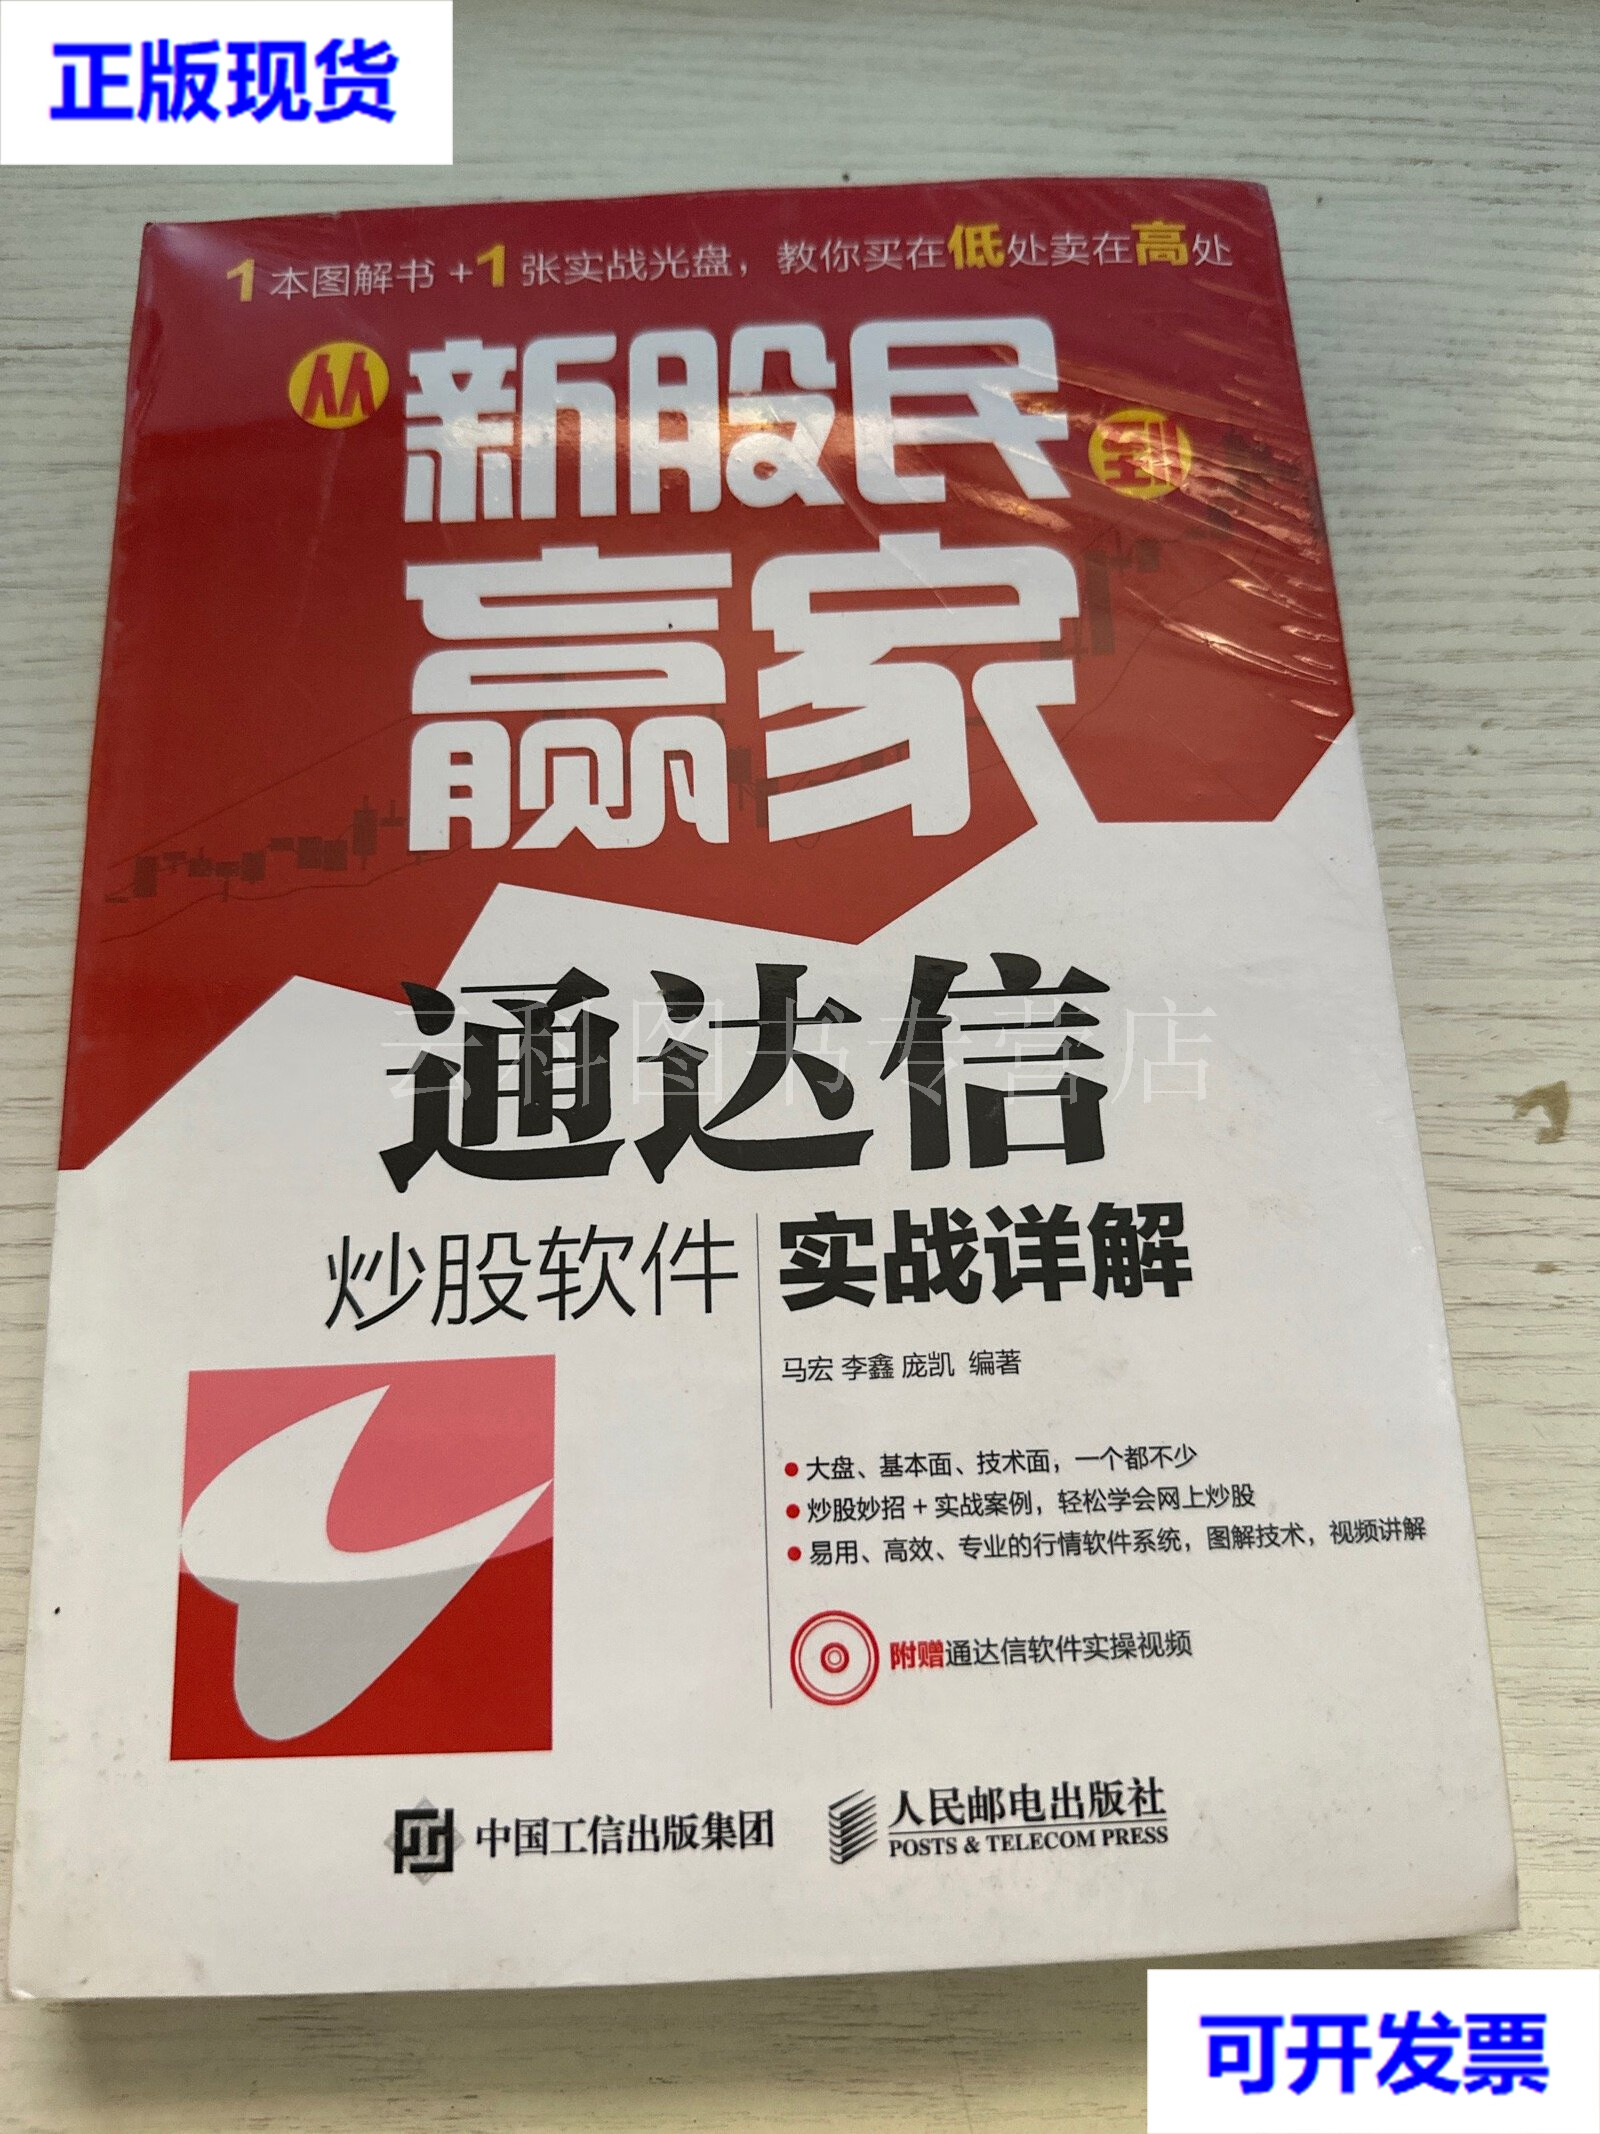 正版现货
1本图解书+1张实战光盘，教你买在低处卖在高处
从新股民到
赢家
通达信
云科图书专营店
炒股软件 实战详解
马宏 李鑫 庞凯 编著
●大盘、基本面、技术面，一个都不少
●炒股妙招+实战案例，轻松学会网上炒股
●易用、高效、专业的行情软件系统，图解技术，视频讲解
附赠通达信软件实操视频
中国工信出版集团
人民邮电出版社
POSTS & TELECOM PRESS
可开发票